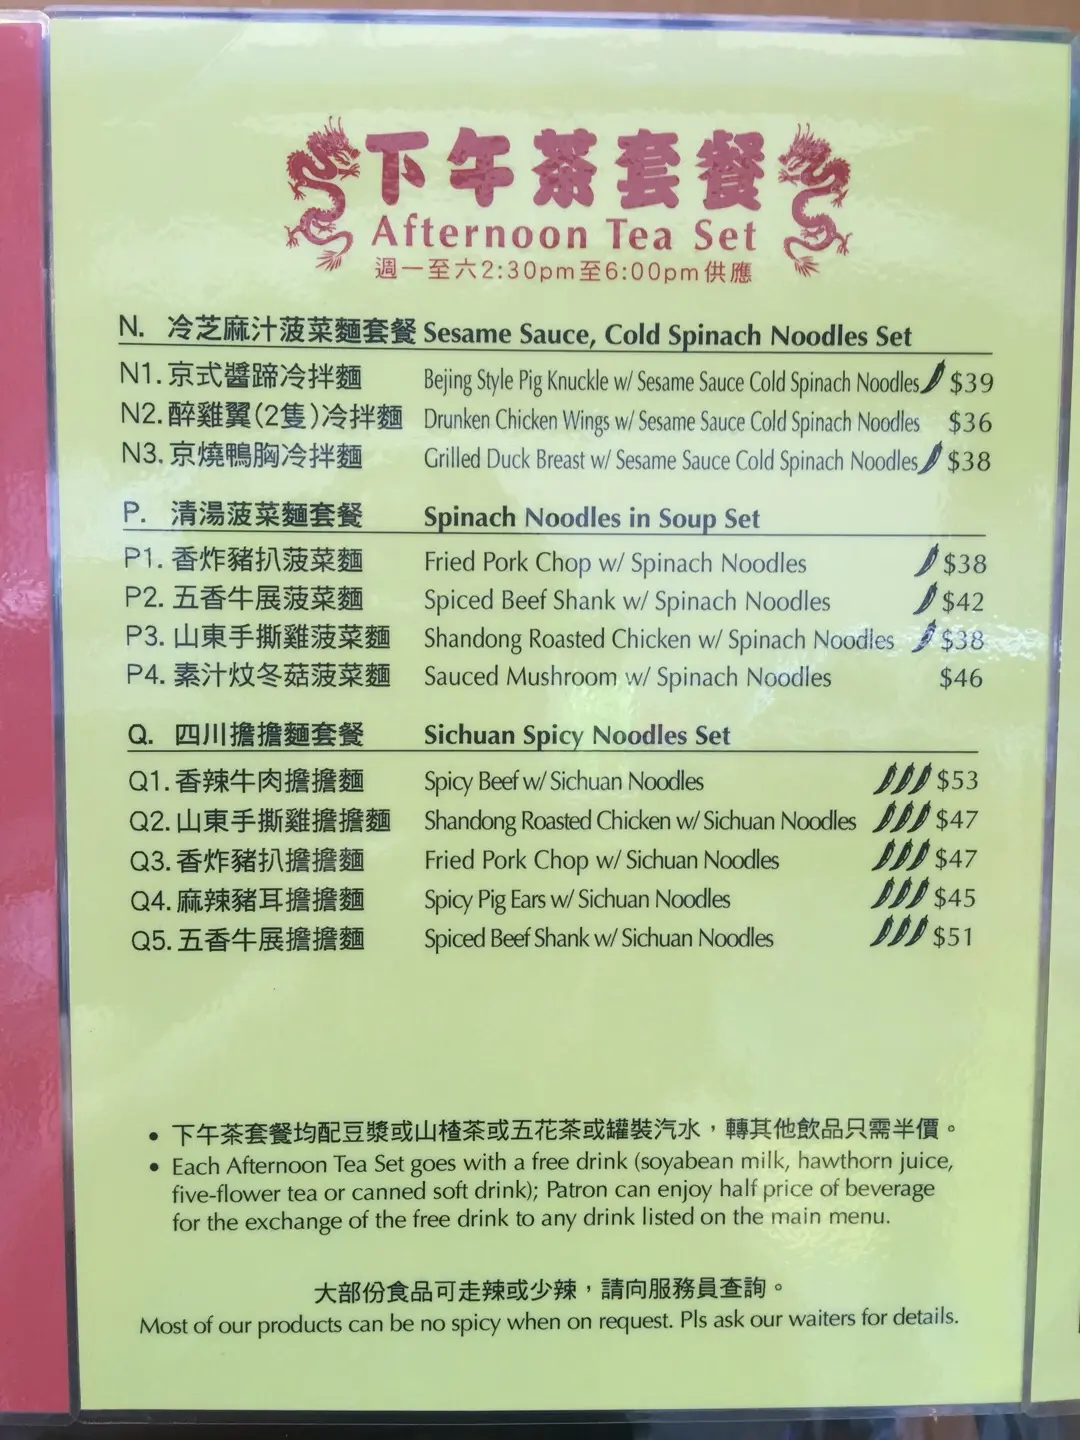 下午茶套餐
Afternoon Tea Set
週一至六2:30pm至6:00pm供應
N. 冷芝麻汁菠菜麵套餐 Sesame Sauce, Cold Spinach Noodles Set
N1. 京式醬蹄冷拌麵 Bejing Style Pig Knuckle w/ Sesame Sauce Cold Spinach Noodles $39
N2. 醉雞翼(2隻)冷拌麵 Drunken Chicken Wings w/ Sesame Sauce Cold Spinach Noodles $36
N3. 京燒鴨胸冷拌麵 Grilled Duck Breast w/ Sesame Sauce Cold Spinach Noodles $38
P. 清湯菠菜麵套餐 Spinach Noodles in Soup Set
P1. 香炸豬扒菠菜麵 Fried Pork Chop w/ Spinach Noodles $38
P2. 五香牛展菠菜麵 Spiced Beef Shank w/ Spinach Noodles $42
P3. 山東手撕雞菠菜麵 Shandong Roasted Chicken w/ Spinach Noodles $38
P4. 素汁炆冬菇菠菜麵 Sauced Mushroom w/ Spinach Noodles $46
Q. 四川擔擔麵套餐 Sichuan Spicy Noodles Set
Q1. 香辣牛肉擔擔麵 Spicy Beef w/ Sichuan Noodles $53
Q2. 山東手撕雞擔擔麵 Shandong Roasted Chicken w/ Sichuan Noodles $47
Q3. 香炸豬扒擔擔麵 Fried Pork Chop w/ Sichuan Noodles $47
Q4. 麻辣豬耳擔擔麵 Spicy Pig Ears w/ Sichuan Noodles $45
Q5. 五香牛展擔擔麵 Spiced Beef Shank w/ Sichuan Noodles $51
• 下午茶套餐均配豆漿或山楂茶或五花茶或罐裝汽水，轉其他飲品只需半價。
• Each Afternoon Tea Set goes with a free drink (soyabean milk, hawthorn juice,
five-flower tea or canned soft drink); Patron can enjoy half price of beverage
for the exchange of the free drink to any drink listed on the main menu.
大部份食品可走辣或少辣，請向服務員查詢。
Most of our products can be no spicy when on request. Pls ask our waiters for details.